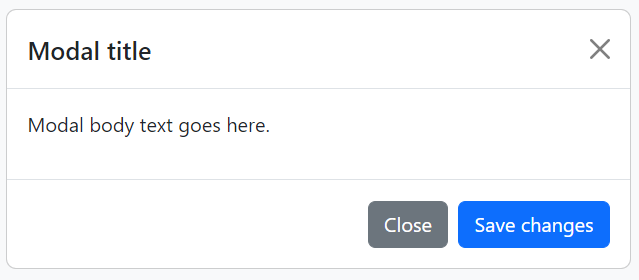 Modal title
Modal body text goes here.
Close
Save changes